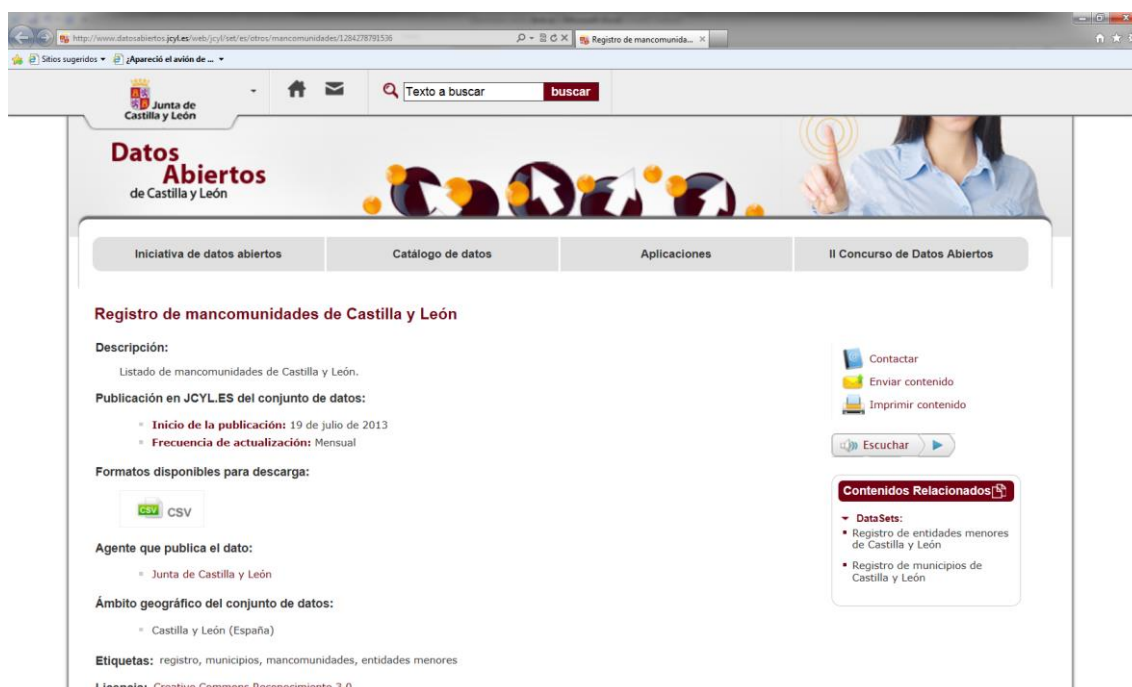 http://www.datosabiertos.jcyl.es/web/jcyl/set/es/otros/mancomunidades/1284278791536
Registro de mancomunida...
Sitios sugeridos
¿Apareció el avión de ...
Junta de
Castilla y León
Texto a buscar
buscar
Datos
Abiertos
de Castilla y León
Iniciativa de datos abiertos
Catálogo de datos
Aplicaciones
II Concurso de Datos Abiertos
Registro de mancomunidades de Castilla y León
Descripción:
Listado de mancomunidades de Castilla y León.
Publicación en JCYL.ES del conjunto de datos:
Inicio de la publicación: 19 de julio de 2013
Frecuencia de actualización: Mensual
Formatos disponibles para descarga:
CSV CSV
Agente que publica el dato:
Junta de Castilla y León
Ámbito geográfico del conjunto de datos:
Castilla y León (España)
Etiquetas: registro, municipios, mancomunidades, entidades menores
Licencia: Creative Commons Reconocimiento 3.0
Contactar
Enviar contenido
Imprimir contenido
Escuchar
Contenidos Relacionados
DataSets:
Registro de entidades menores
de Castilla y León
Registro de municipios de
Castilla y León